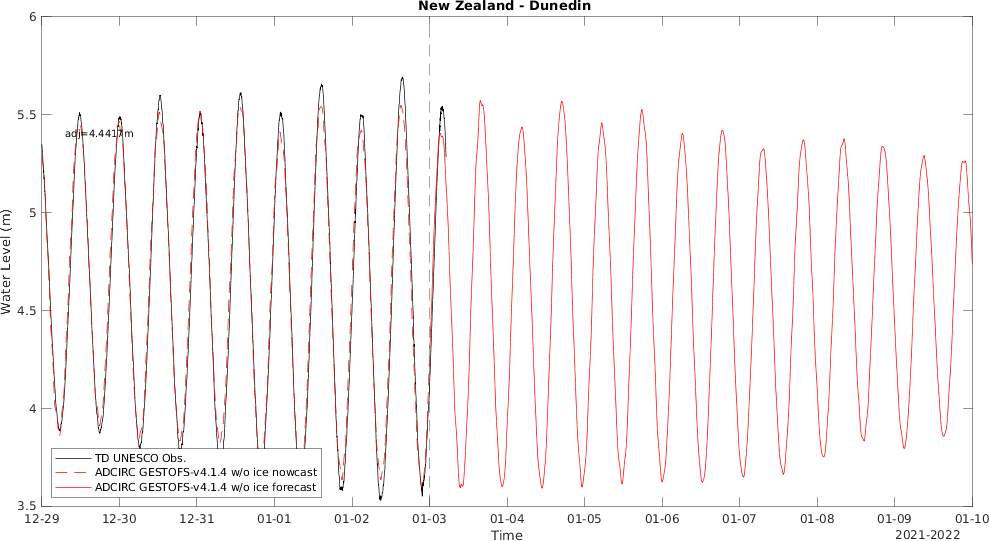 New Zealand - Dunedin
6
5.5
5
4.5
4
3.5
Water Level (m)
adj=4.4417m
TD UNESCO Obs.
ADCIRC GESTOFS-v4.1.4 w/o ice nowcast
ADCIRC GESTOFS-v4.1.4 w/o ice forecast
12-29 12-30 12-31 01-01 01-02 01-03 01-04 01-05 01-06 01-07 01-08 01-09 01-10
Time
2021-2022